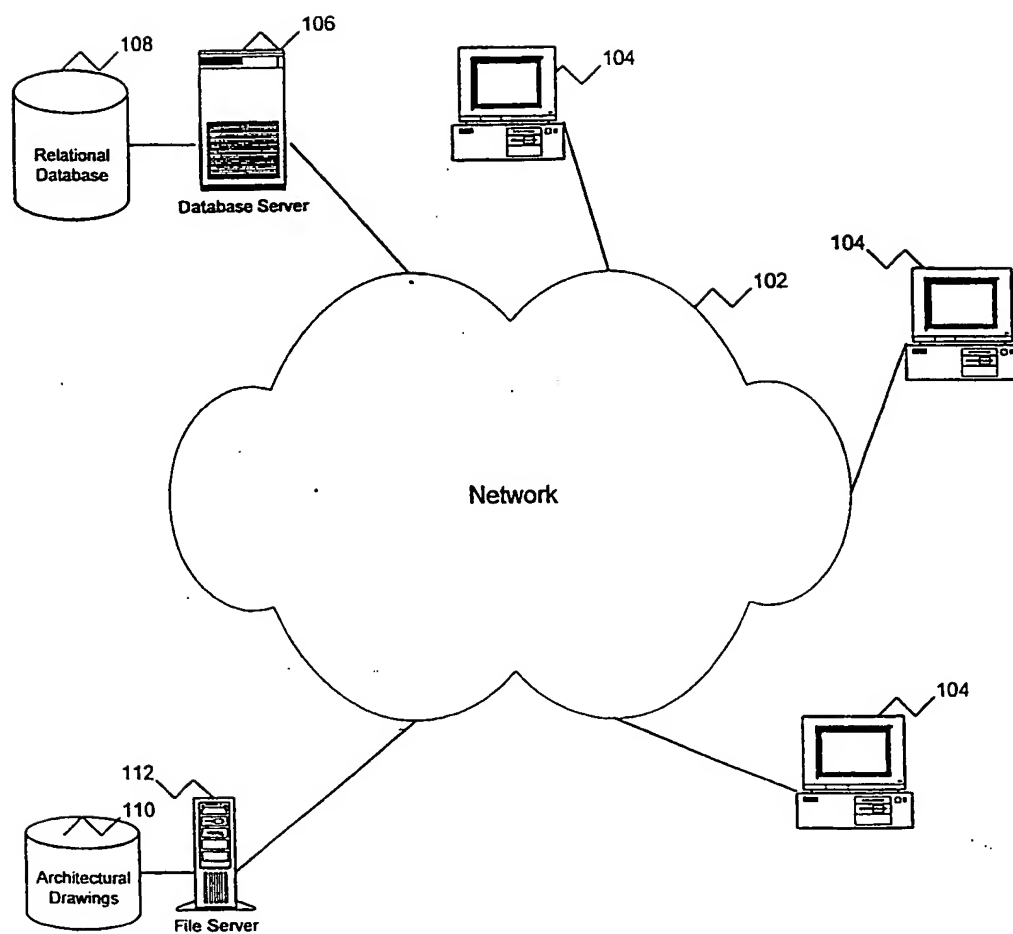 106
108
104
Relational
Database
Database Server
104
102
Network
104
112
110
Architectural
Drawings
File Server